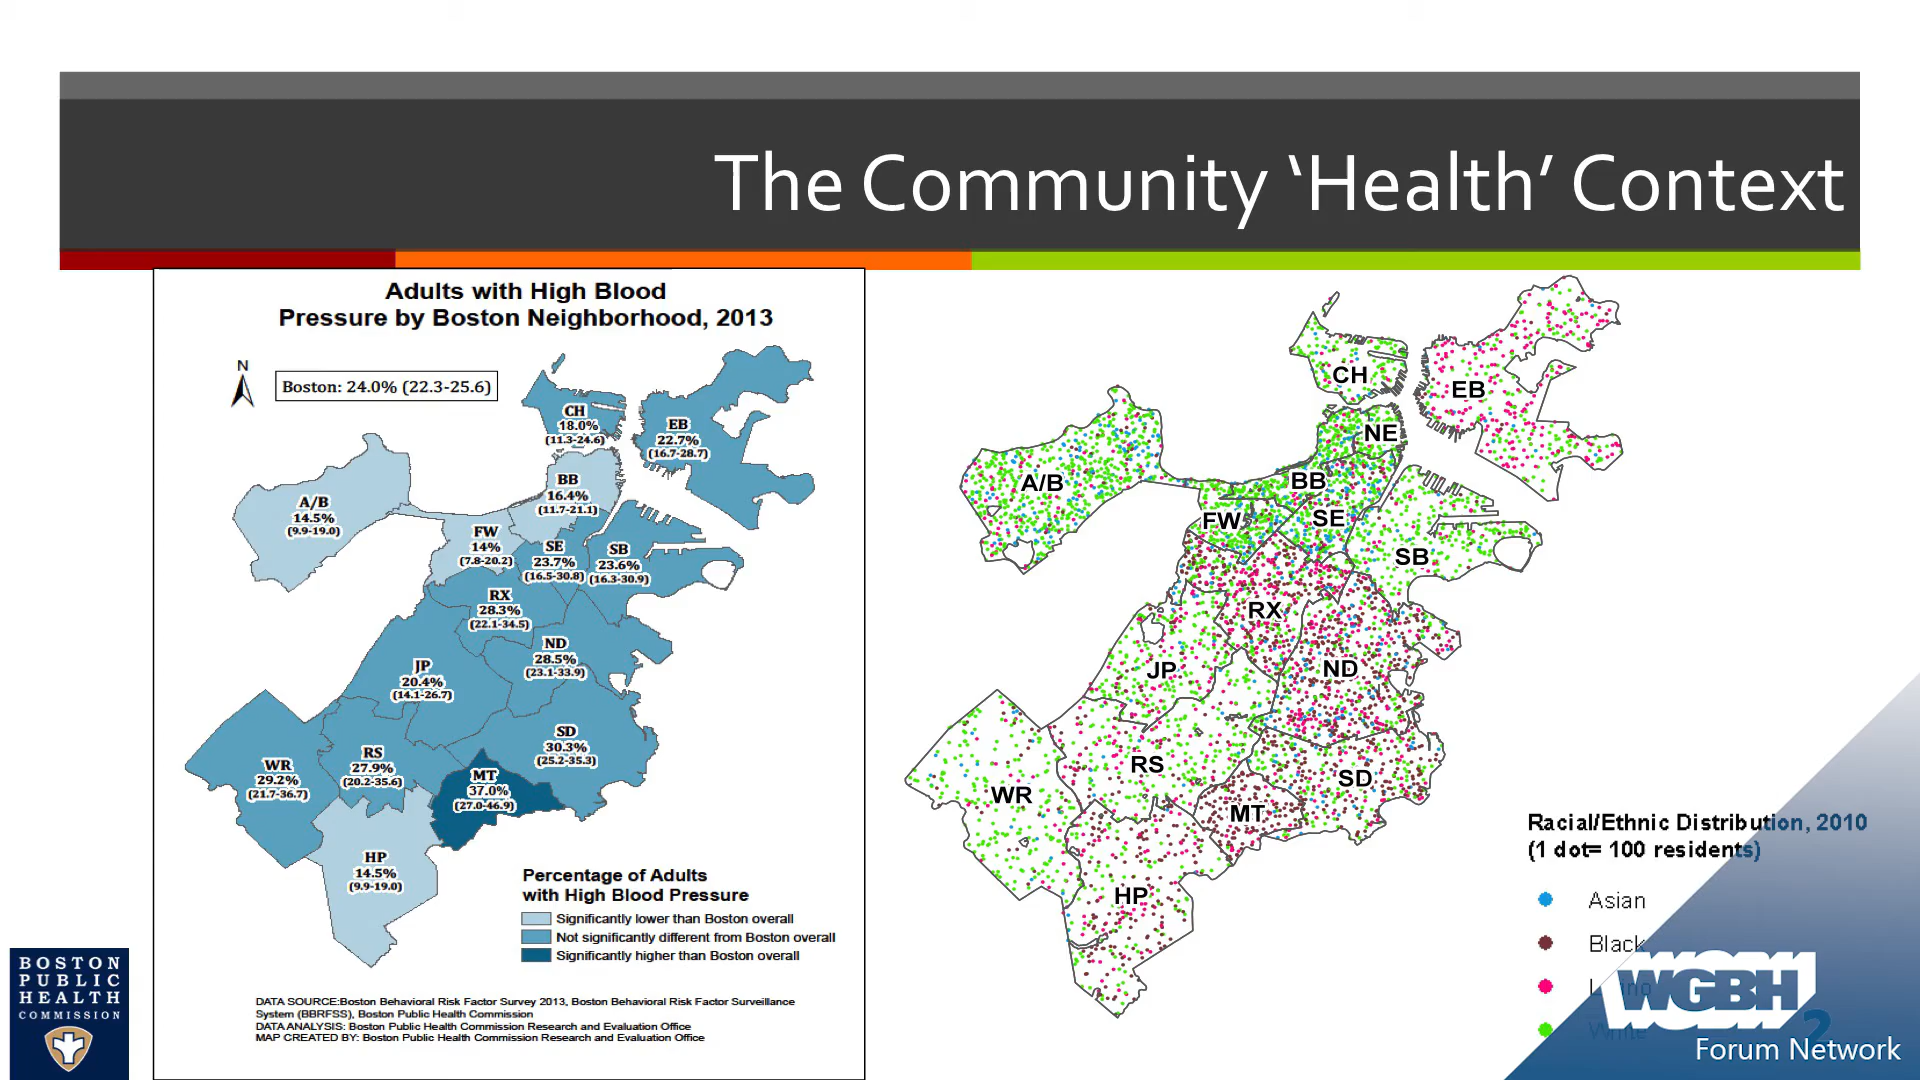 The Community ‘Health’ Context
Adults with High Blood
Pressure by Boston Neighborhood, 2013
N
Boston: 24.0% (22.3-25.6)
CH
18.0%
(11.3-24.6)
EB
22.7%
(16.7-28.7)
BB
16.4%
(11.7-21.1)
A/B
14.5%
(9.9-19.0)
FW
14%
(7.8-20.2)
SE
23.7%
(16.5-30.8)
SB
23.6%
(16.3-30.9)
RX
28.3%
(22.1-34.5)
ND
28.5%
(23.1-33.9)
JP
20.4%
(14.1-26.7)
SD
30.3%
(25.2-35.3)
RS
27.9%
(20.2-35.6)
WR
29.2%
(21.7-36.7)
MT
37.0%
(27.0-46.9)
HP
14.5%
(9.9-19.0)
Percentage of Adults
with High Blood Pressure
Significantly lower than Boston overall
Not significantly different from Boston overall
Significantly higher than Boston overall
DATA SOURCE:Boston Behavioral Risk Factor Survey 2013, Boston Behavioral Risk Factor Surveillance
System (BBRFSS), Boston Public Health Commission
DATA ANALYSIS: Boston Public Health Commission Research and Evaluation Office
MAP CREATED BY: Boston Public Health Commission Research and Evaluation Office
CH
EB
NE
A/B
BB
FW
SE
SB
RX
JP
ND
RS
SD
WR
MT
HP
Racial/Ethnic Distribution, 2010
(1 dot= 100 residents)
Asian
Black
Latino
White
BOSTON
PUBLIC
HEALTH
COMMISSION
WGBH
2
Forum Network